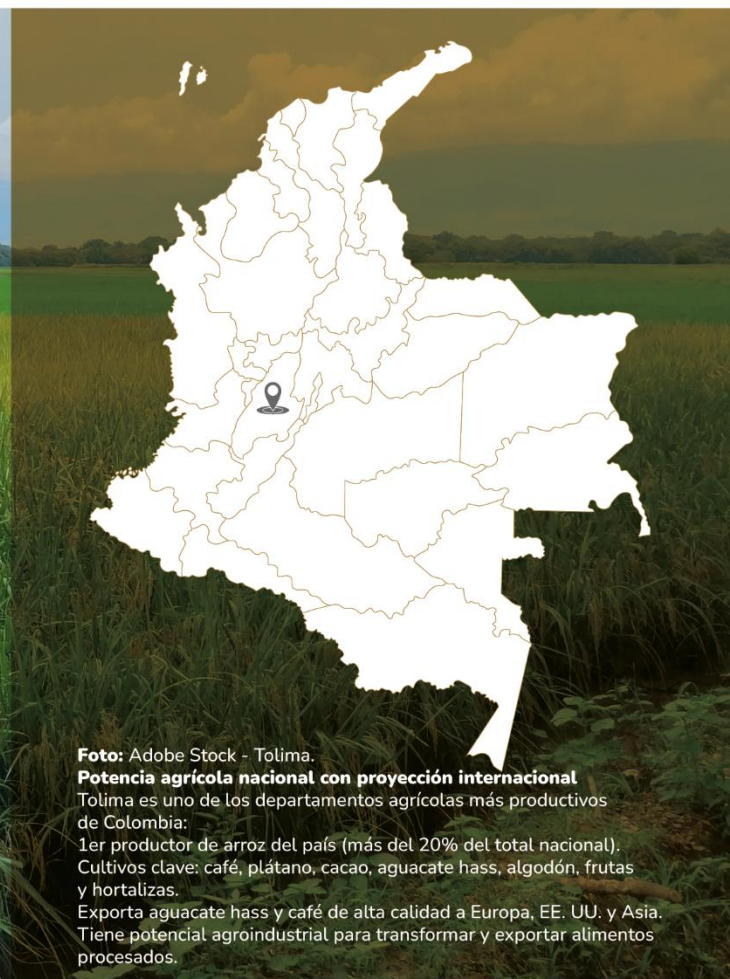 Foto: Adobe Stock - Tolima.
Potencia agrícola nacional con proyección internacional
Tolima es uno de los departamentos agrícolas más productivos
de Colombia:
1er productor de arroz del país (más del 20% del total nacional).
Cultivos clave: café, plátano, cacao, aguacate hass, algodón, frutas
y hortalizas.
Exporta aguacate hass y café de alta calidad a Europa, EE. UU. y Asia.
Tiene potencial agroindustrial para transformar y exportar alimentos
procesados.